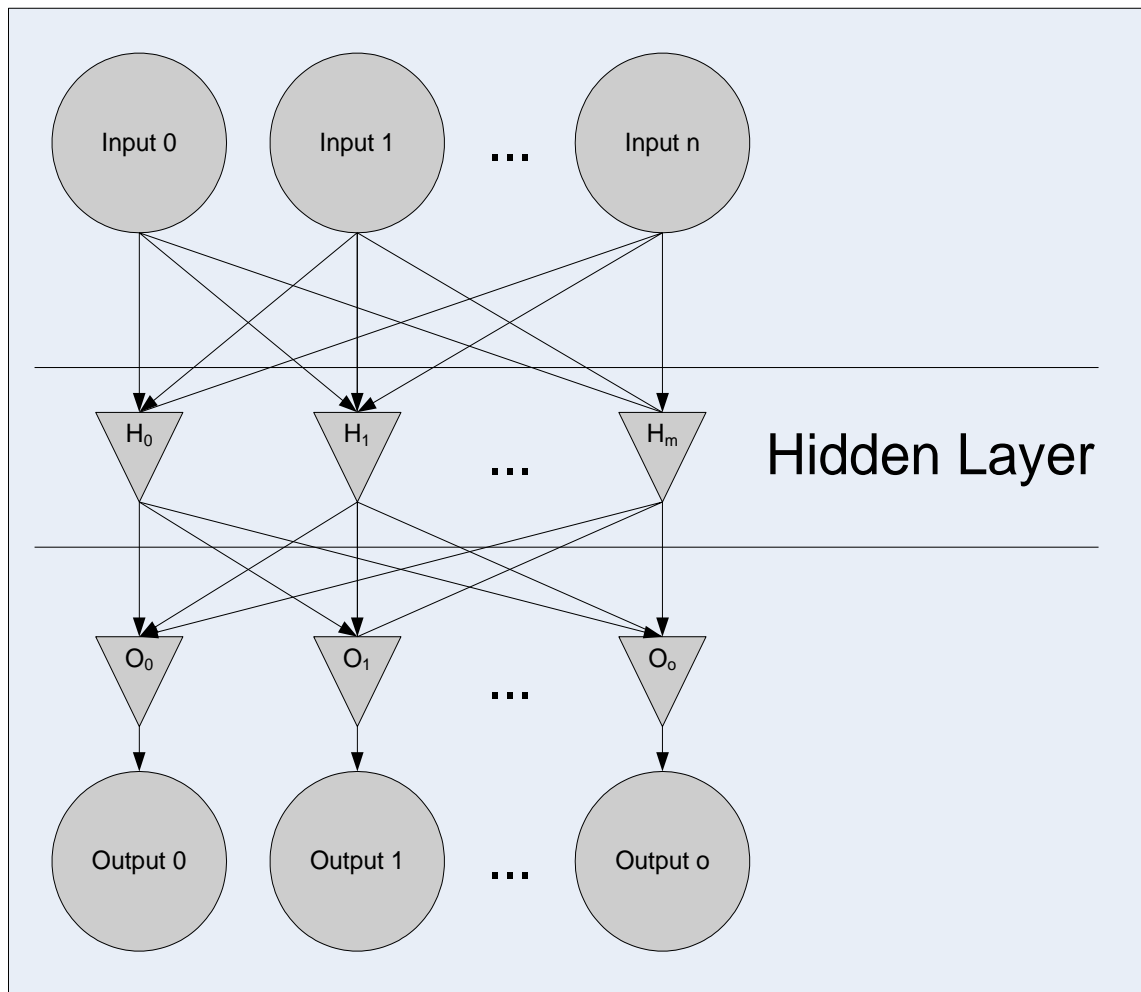 Input 0 Input 1 ... Input n
H₀ H₁ ... Hₘ Hidden Layer
O₀ O₁ ... Oₒ
Output 0 Output 1 ... Output o